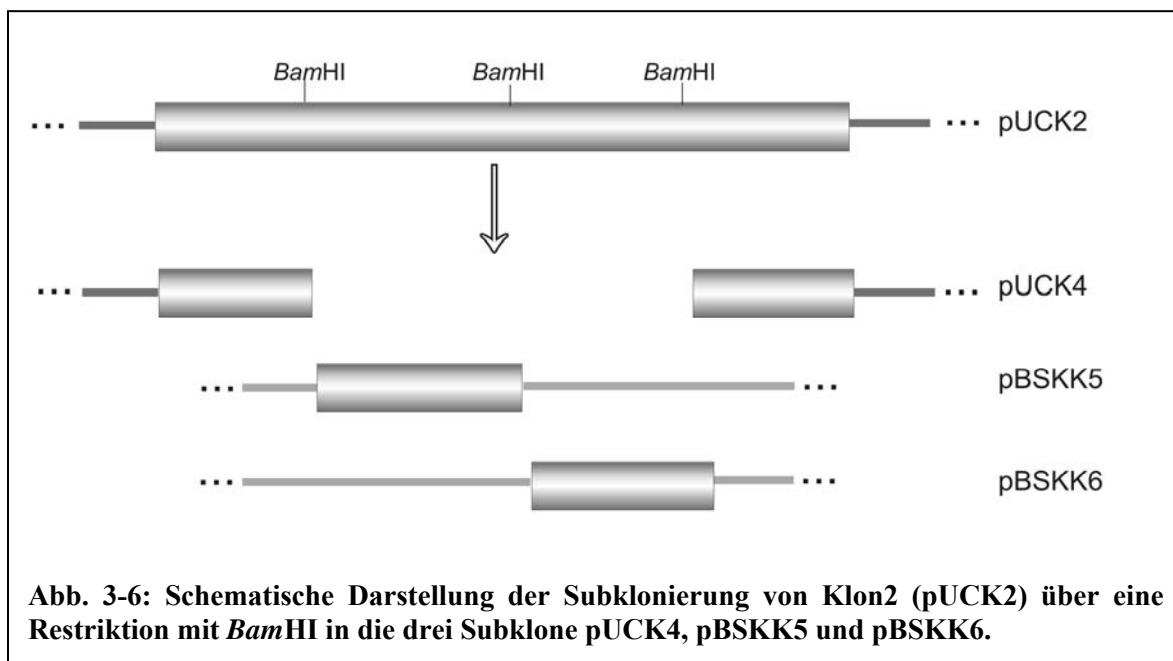 BamHI BamHI BamHI
... ... pUCK2
... ... pUCK4
... ... pBSKK5
... ... pBSKK6
Abb. 3-6: Schematische Darstellung der Subklonierung von Klon2 (pUCK2) über eine
Restriktion mit BamHI in die drei Subklone pUCK4, pBSKK5 und pBSKK6.